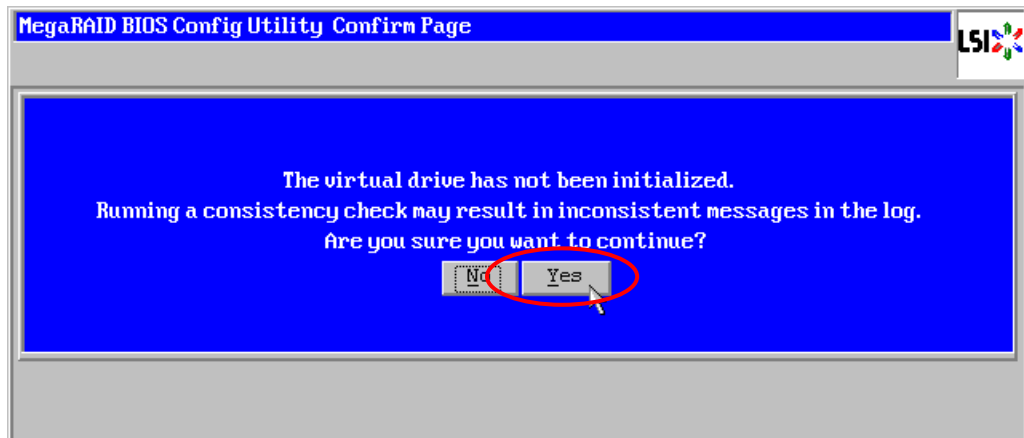 MegaRAID BIOS Config Utility Confirm Page
LSI
The virtual drive has not been initialized.
Running a consistency check may result in inconsistent messages in the log.
Are you sure you want to continue?
No Yes